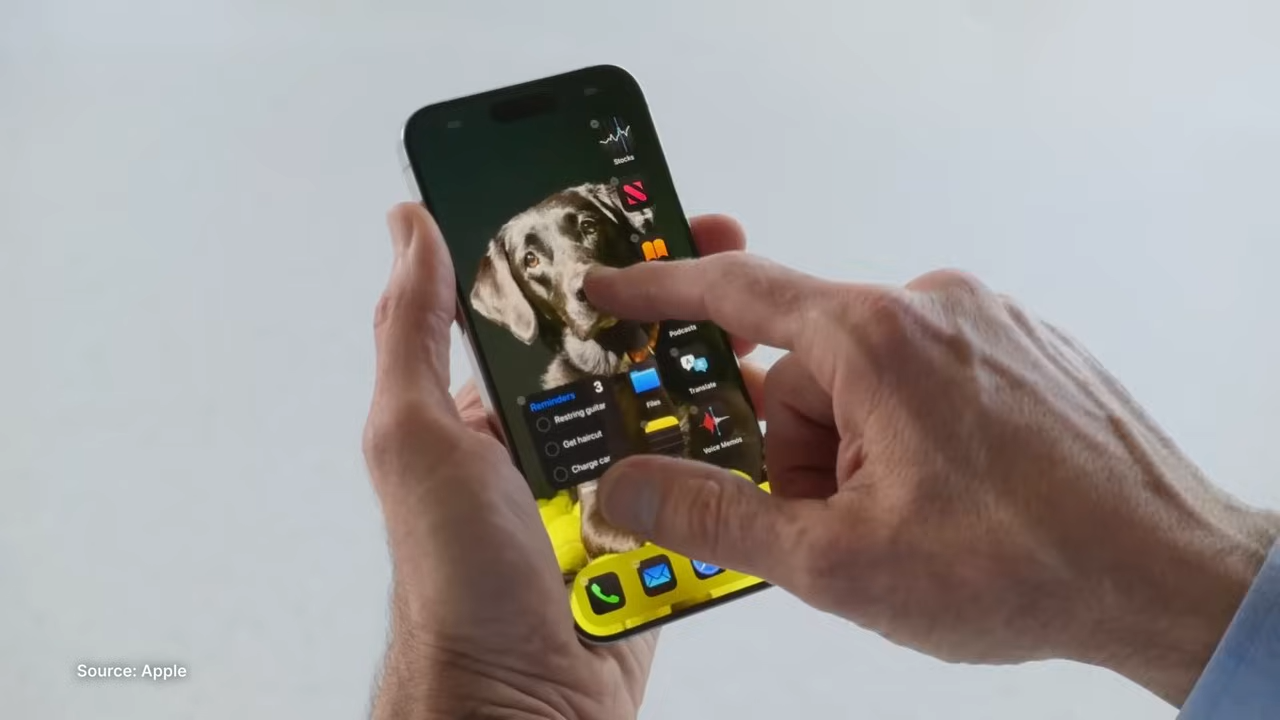 Stocks
Podcasts
Translate
Files
Reminders 3
Restring guitar
Get haircut
Charge car
Voice Memos
Source: Apple